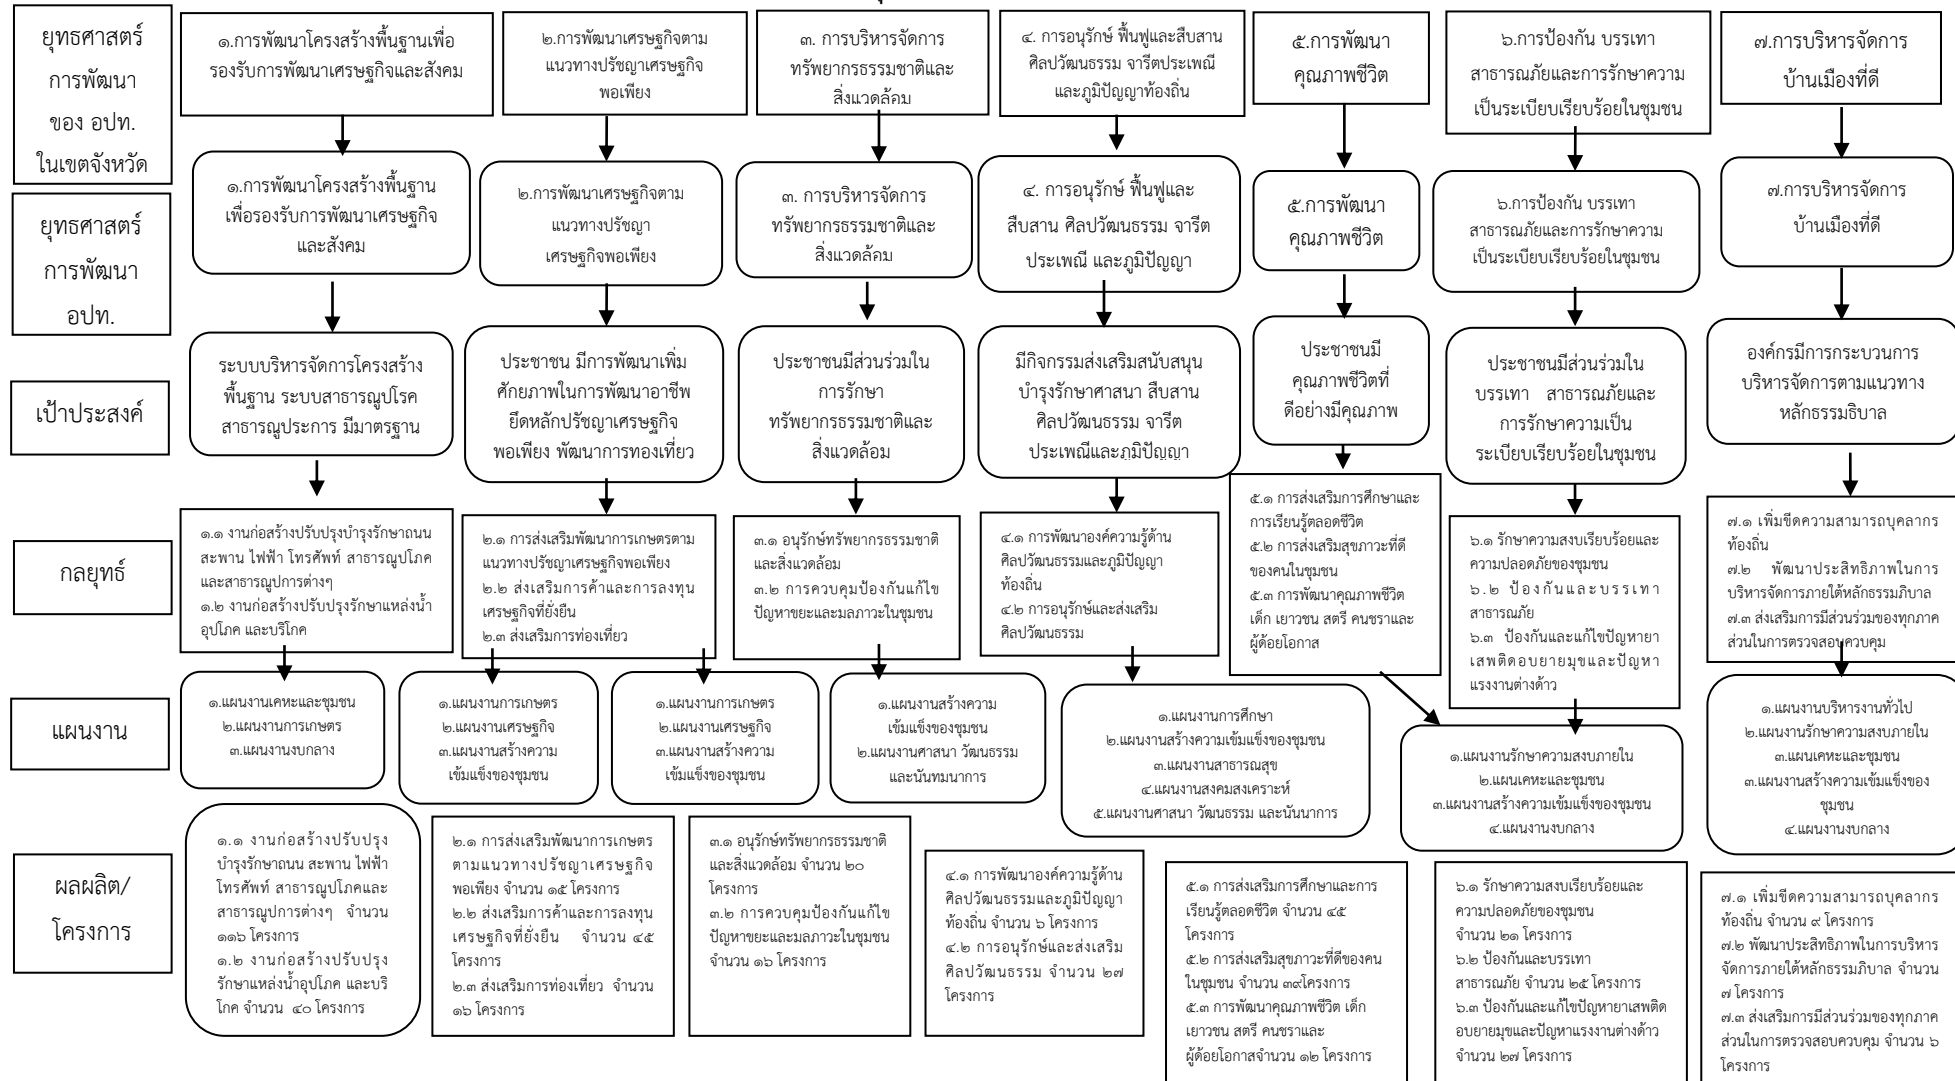 ยุทธศาสตร์
การพัฒนา
ของ อปท.
ในเขตจังหวัด
๑.การพัฒนาโครงสร้างพื้นฐานเพื่อ
รองรับการพัฒนาเศรษฐกิจและสังคม
๒.การพัฒนาเศรษฐกิจตาม
แนวทางปรัชญาเศรษฐกิจ
พอเพียง
๓. การบริหารจัดการ
ทรัพยากรธรรมชาติและ
สิ่งแวดล้อม
๔. การอนุรักษ์ ฟื้นฟูและสืบสาน
ศิลปวัฒนธรรม จารีตประเพณี
และภูมิปัญญาท้องถิ่น
๕.การพัฒนา
คุณภาพชีวิต
๖.การป้องกัน บรรเทา
สาธารณภัยและการรักษาความ
เป็นระเบียบเรียบร้อยในชุมชน
๗.การบริหารจัดการ
บ้านเมืองที่ดี
ยุทธศาสตร์
การพัฒนา
อปท.
๑.การพัฒนาโครงสร้างพื้นฐาน
เพื่อรองรับการพัฒนาเศรษฐกิจ
และสังคม
๒.การพัฒนาเศรษฐกิจตาม
แนวทางปรัชญา
เศรษฐกิจพอเพียง
๓. การบริหารจัดการ
ทรัพยากรธรรมชาติและ
สิ่งแวดล้อม
๔. การอนุรักษ์ ฟื้นฟูและ
สืบสาน ศิลปวัฒนธรรม จารีต
ประเพณี และภูมิปัญญา
๕.การพัฒนา
คุณภาพชีวิต
๖.การป้องกัน บรรเทา
สาธารณภัยและการรักษาความ
เป็นระเบียบเรียบร้อยในชุมชน
๗.การบริหารจัดการ
บ้านเมืองที่ดี
เป้าประสงค์
ระบบบริหารจัดการโครงสร้าง
พื้นฐาน ระบบสาธารณูปโรค
สาธารณูประการ มีมาตรฐาน
ประชาชน มีการพัฒนาเพิ่ม
ศักยภาพในการพัฒนาอาชีพ
ยึดหลักปรัชญาเศรษฐกิจ
พอเพียง พัฒนาการทองเที่ยว
ประชาชนมีส่วนร่วมใน
การรักษา
ทรัพยากรธรรมชาติและ
สิ่งแวดล้อม
มีกิจกรรมส่งเสริมสนับสนุน
บำรุงรักษาศาสนา สืบสาน
ศิลปวัฒนธรรม จารีต
ประเพณีและภูมิปัญญา
ประชาชนมี
คุณภาพชีวิตที่
ดีอย่างมีคุณภาพ
ประชาชนมีส่วนร่วมใน
บรรเทา สาธารณภัยและ
การรักษาความเป็น
ระเบียบเรียบร้อยในชุมชน
องค์กรมีการกระบวนการ
บริหารจัดการตามแนวทาง
หลักธรรมธิบาล
กลยุทธ์
๑.๑ งานก่อสร้างปรับปรุงบำรุงรักษาถนน
สะพาน ไฟฟ้า โทรศัพท์ สาธารณูปโภค
และสาธารณูปการต่างๆ
๑.๒ งานก่อสร้างปรับปรุงรักษาแหล่งน้ำ
อุปโภค และบริโภค
๒.๑ การส่งเสริมพัฒนาการเกษตรตาม
แนวทางปรัชญาเศรษฐกิจพอเพียง
๒.๒ ส่งเสริมการค้าและการลงทุน
เศรษฐกิจที่ยั่งยืน
๒.๓ ส่งเสริมการท่องเที่ยว
๓.๑ อนุรักษ์ทรัพยากรธรรมชาติ
และสิ่งแวดล้อม
๓.๒ การควบคุมป้องกันแก้ไข
ปัญหาขยะและมลภาวะในชุมชน
๔.๑ การพัฒนาองค์ความรู้ด้าน
ศิลปวัฒนธรรมและภูมิปัญญา
ท้องถิ่น
๔.๒ การอนุรักษ์และส่งเสริม
ศิลปวัฒนธรรม
๕.๑ การส่งเสริมการศึกษาและ
การเรียนรู้ตลอดชีวิต
๕.๒ การส่งเสริมสุขภาวะที่ดี
ของคนในชุมชน
๕.๓ การพัฒนาคุณภาพชีวิต
เด็ก เยาวชน สตรี คนชราและ
ผู้ด้อยโอกาส
๖.๑ รักษาความสงบเรียบร้อยและ
ความปลอดภัยของชุมชน
๖.๒ ป้องกันและบรรเทา
สาธารณภัย
๖.๓ ป้องกันและแก้ไขปัญหายา
เสพติดอบยายมุขและปัญหา
แรงงานต่างด้าว
๗.๑ เพิ่มขีดความสามารถบุคลากร
ท้องถิ่น
๗.๒ พัฒนาประสิทธิภาพในการ
บริหารจัดการภายใต้หลักธรรมภิบาล
๗.๓ ส่งเสริมการมีส่วนร่วมของทุกภาค
ส่วนในการตรวจสอบควบคุม
แผนงาน
๑.แผนงานเคหะและชุมชน
๒.แผนงานการเกษตร
๓.แผนงานงบกลาง
๑.แผนงานการเกษตร
๒.แผนงานเศรษฐกิจ
๓.แผนงานสร้างความ
เข้มแข็งของชุมชน
๑.แผนงานการเกษตร
๒.แผนงานเศรษฐกิจ
๓.แผนงานสร้างความ
เข้มแข็งของชุมชน
๑.แผนงานสร้างความ
เข้มแข็งของชุมชน
๒.แผนงานศาสนา วัฒนธรรม
และนันทมนาการ
๑.แผนงานการศึกษา
๒.แผนงานสร้างความเข้มแข็งของชุมชน
๓.แผนงานสาธารณสุข
๔.แผนงานสงคมสงเคราะห์
๕.แผนงานศาสนา วัฒนธรรม และนันนาการ
๑.แผนงานรักษาความสงบภายใน
๒.แผนเคหะและชุมชน
๓.แผนงานสร้างความเข้มแข็งของชุมชน
๔.แผนงานงบกลาง
๑.แผนงานบริหารงานทั่วไป
๒.แผนงานรักษาความสงบภายใน
๓.แผนเคหะและชุมชน
๓.แผนงานสร้างความเข้มแข็งของ
ชุมชน
๔.แผนงานงบกลาง
ผลผลิต/
โครงการ
๑.๑ งานก่อสร้างปรับปรุง
บำรุงรักษาถนน สะพาน ไฟฟ้า
โทรศัพท์ สาธารณูปโภคและ
สาธารณูปการต่างๆ จำนวน
๑๑๖ โครงการ
๑.๒ งานก่อสร้างปรับปรุง
รักษาแหล่งน้ำอุปโภค และบริ
โภค จำนวน ๔๐ โครงการ
๒.๑ การส่งเสริมพัฒนาการเกษตร
ตามแนวทางปรัชญาเศรษฐกิจ
พอเพียง จำนวน ๑๕ โครงการ
๒.๒ ส่งเสริมการค้าและการลงทุน
เศรษฐกิจที่ยั่งยืน จำนวน ๔๕
โครงการ
๒.๓ ส่งเสริมการท่องเที่ยว จำนวน
๑๖ โครงการ
๓.๑ อนุรักษ์ทรัพยากรธรรมชาติ
และสิ่งแวดล้อม จำนวน ๒๐
โครงการ
๓.๒ การควบคุมป้องกันแก้ไข
ปัญหาขยะและมลภาวะในชุมชน
จำนวน ๑๖ โครงการ
๔.๑ การพัฒนาองค์ความรู้ด้าน
ศิลปวัฒนธรรมและภูมิปัญญา
ท้องถิ่น จำนวน ๖ โครงการ
๔.๒ การอนุรักษ์และส่งเสริม
ศิลปวัฒนธรรม จำนวน ๒๗
โครงการ
๕.๑ การส่งเสริมการศึกษาและการ
เรียนรู้ตลอดชีวิต จำนวน ๔๕
โครงการ
๕.๒ การส่งเสริมสุขภาวะที่ดีของคน
ในชุมชน จำนวน ๓๙โครงการ
๕.๓ การพัฒนาคุณภาพชีวิต เด็ก
เยาวชน สตรี คนชราและ
ผู้ด้อยโอกาสจำนวน ๑๒ โครงการ
๖.๑ รักษาความสงบเรียบร้อยและ
ความปลอดภัยของชุมชน
จำนวน ๒๑ โครงการ
๖.๒ ป้องกันและบรรเทา
สาธารณภัย จำนวน ๒๕ โครงการ
๖.๓ ป้องกันและแก้ไขปัญหายาเสพติด
อบยายมุขและปัญหาแรงงานต่างด้าว
จำนวน ๒๗ โครงการ
๗.๑ เพิ่มขีดความสามารถบุคลากร
ท้องถิ่น จำนวน ๙ โครงการ
๗.๒ พัฒนาประสิทธิภาพในการบริหาร
จัดการภายใต้หลักธรรมภิบาล จำนวน
๗ โครงการ
๗.๓ ส่งเสริมการมีส่วนร่วมของทุกภาค
ส่วนในการตรวจสอบควบคุม จำนวน ๖
โครงการ